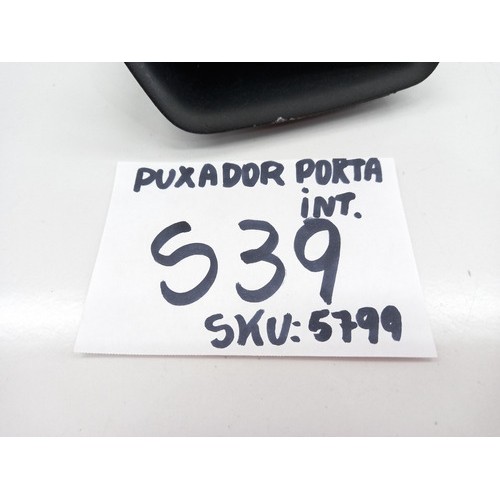 PUXADOR PORTA
INT.
S39
SKU: 5799